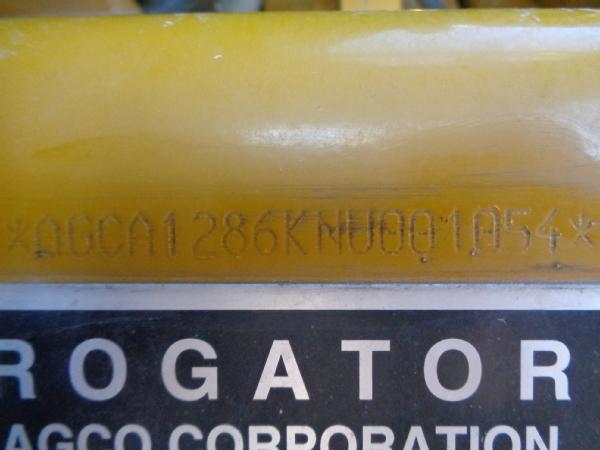 *AGCA1286KNU001054*
ROGATOR
AGCO CORPORATION